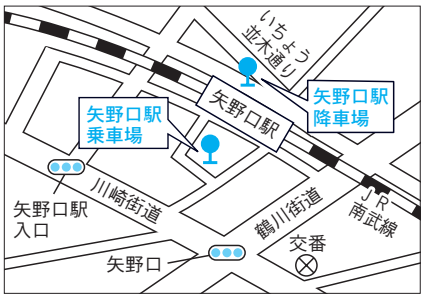 いちょう
並木通り
矢野口駅
降車場
矢野口駅
矢野口駅
乗車場
川崎街道
鶴川街道
JR
南武線
矢野口駅
入口
矢野口
交番